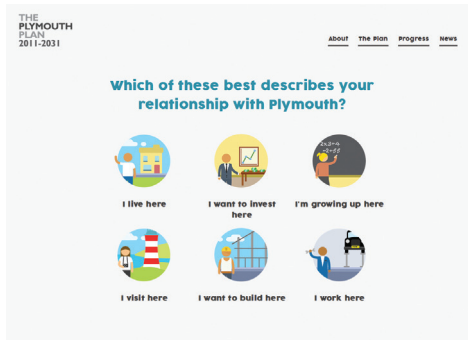 THE
PLYMOUTH
PLAN
2011-2031
About The Plan Progress News
Which of these best describes your
relationship with Plymouth?
I live here
I want to invest
here
I'm growing up here
I visit here
I want to build here
I work here